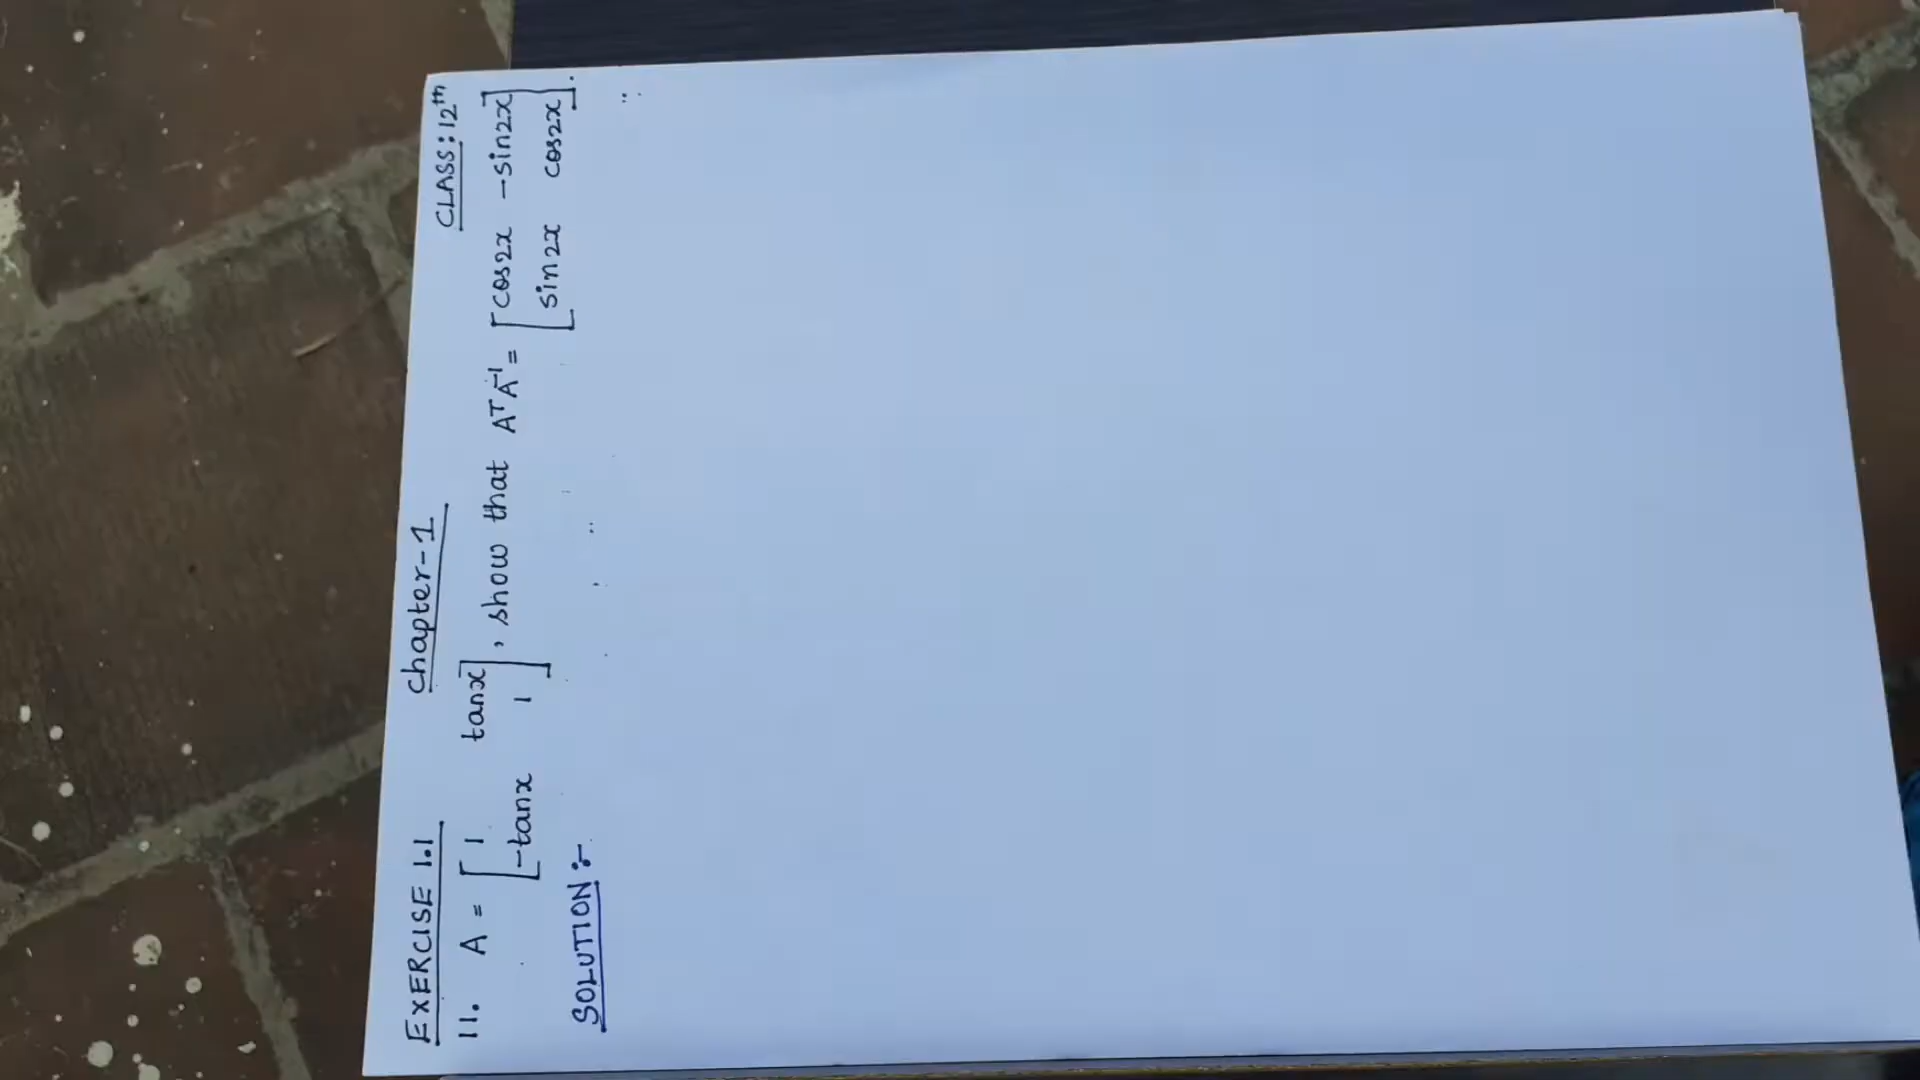 EXERCISE 1.1 Chapter-1 CLASS: 12th
11. A = [1 tanx
-tanx 1], show that AᵀA⁻¹ = [cos2x -sin2x
sin2x cos2x].
SOLUTION:-